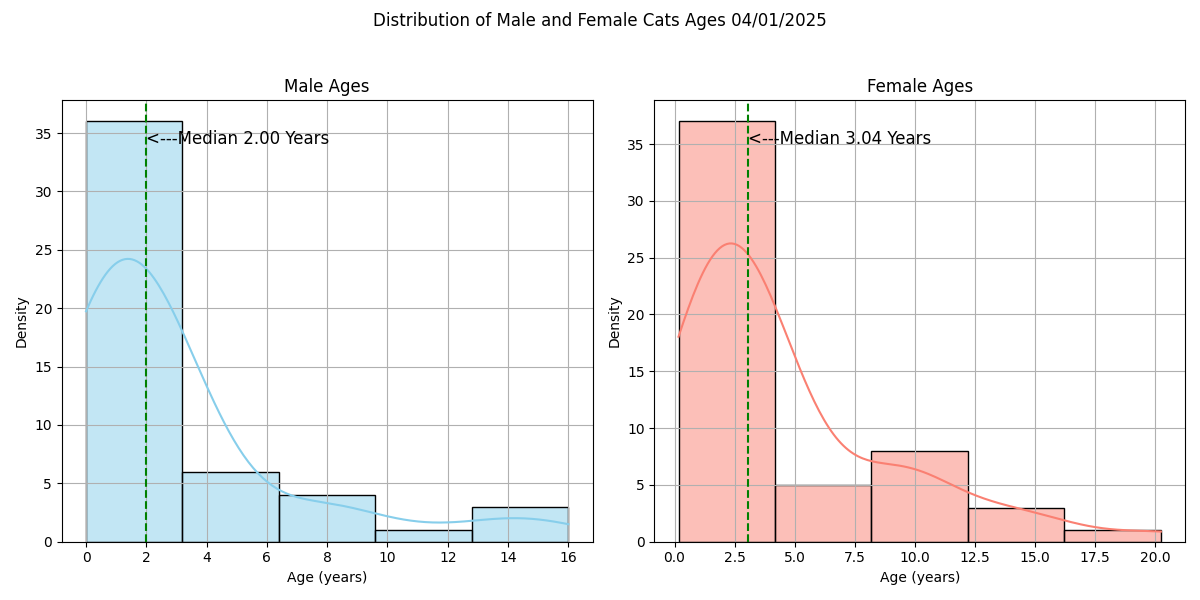 Distribution of Male and Female Cats Ages 04/01/2025
Male Ages
Density
35
30
25
20
15
10
5
0
<---Median 2.00 Years
0 2 4 6 8 10 12 14 16
Age (years)
Female Ages
Density
35
30
25
20
15
10
5
0
<---Median 3.04 Years
0.0 2.5 5.0 7.5 10.0 12.5 15.0 17.5 20.0
Age (years)